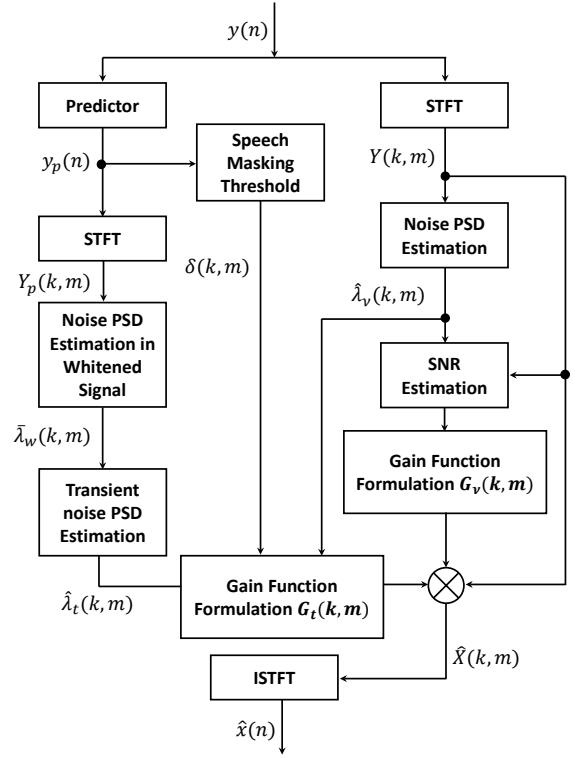 y(n)
Predictor
STFT
y_p(n)
Speech
Masking
Threshold
Y(k, m)
STFT
Noise PSD
Estimation
Y_p(k, m)
δ(k, m)
λ̂_v(k, m)
Noise PSD
Estimation in
Whitened
Signal
SNR
Estimation
λ̄_w(k, m)
Gain Function
Formulation G_v(k, m)
Transient
noise PSD
Estimation
Gain Function
Formulation G_t(k, m)
λ̂_t(k, m)
X̂(k, m)
ISTFT
x̂(n)